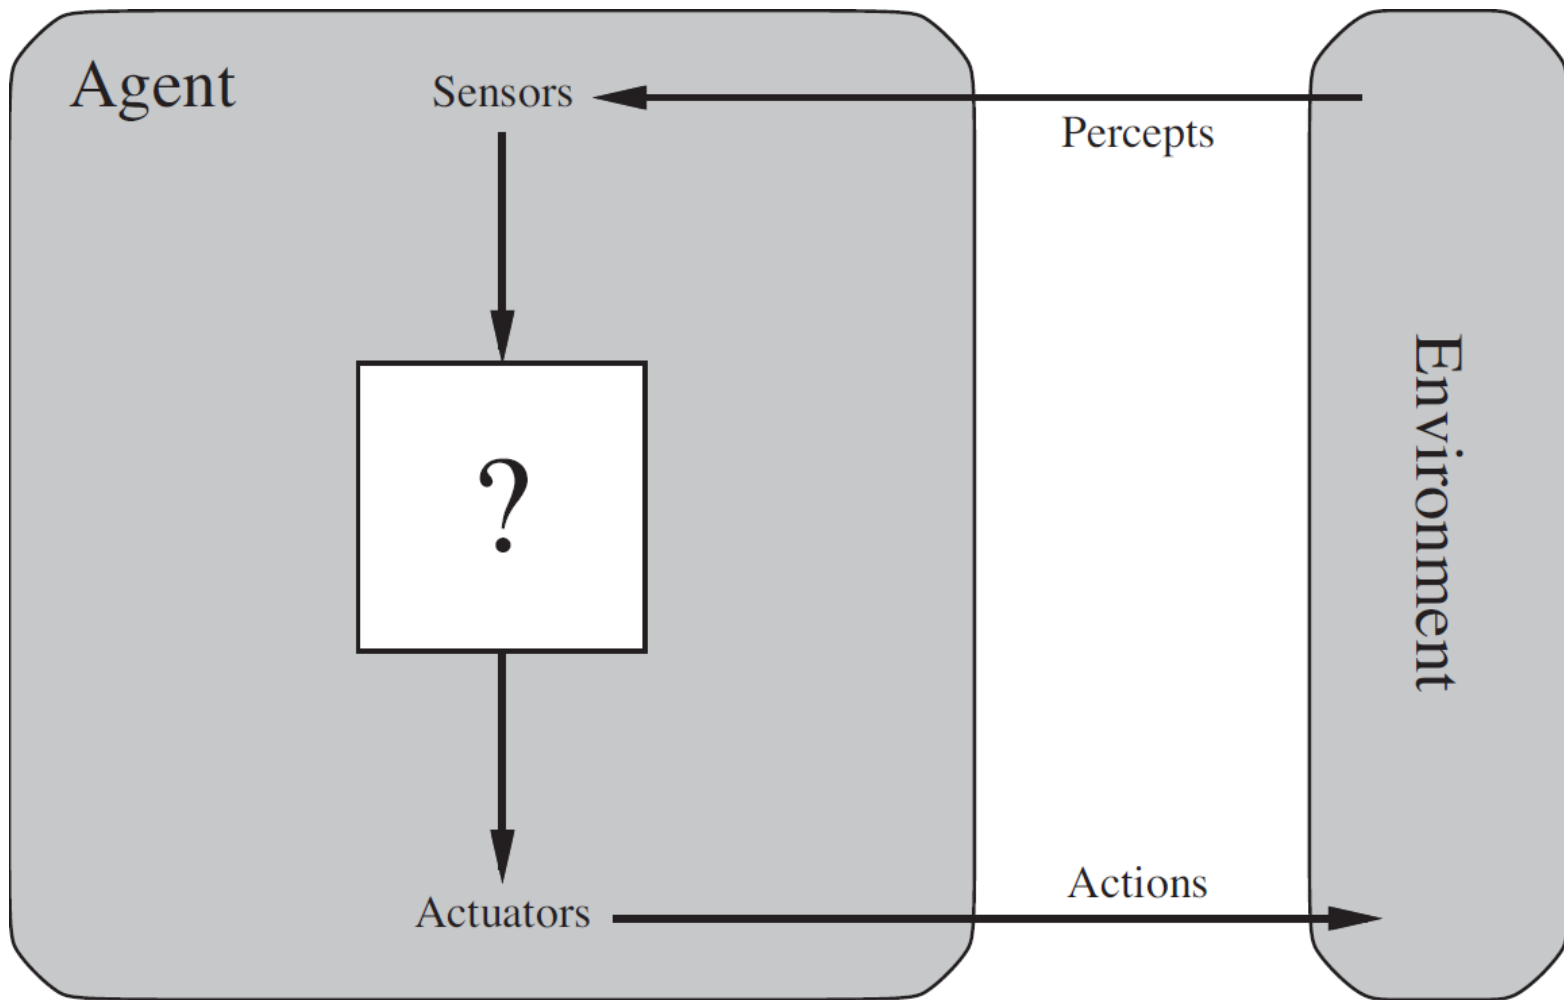 Agent
Sensors
Percepts
?
Environment
Actions
Actuators